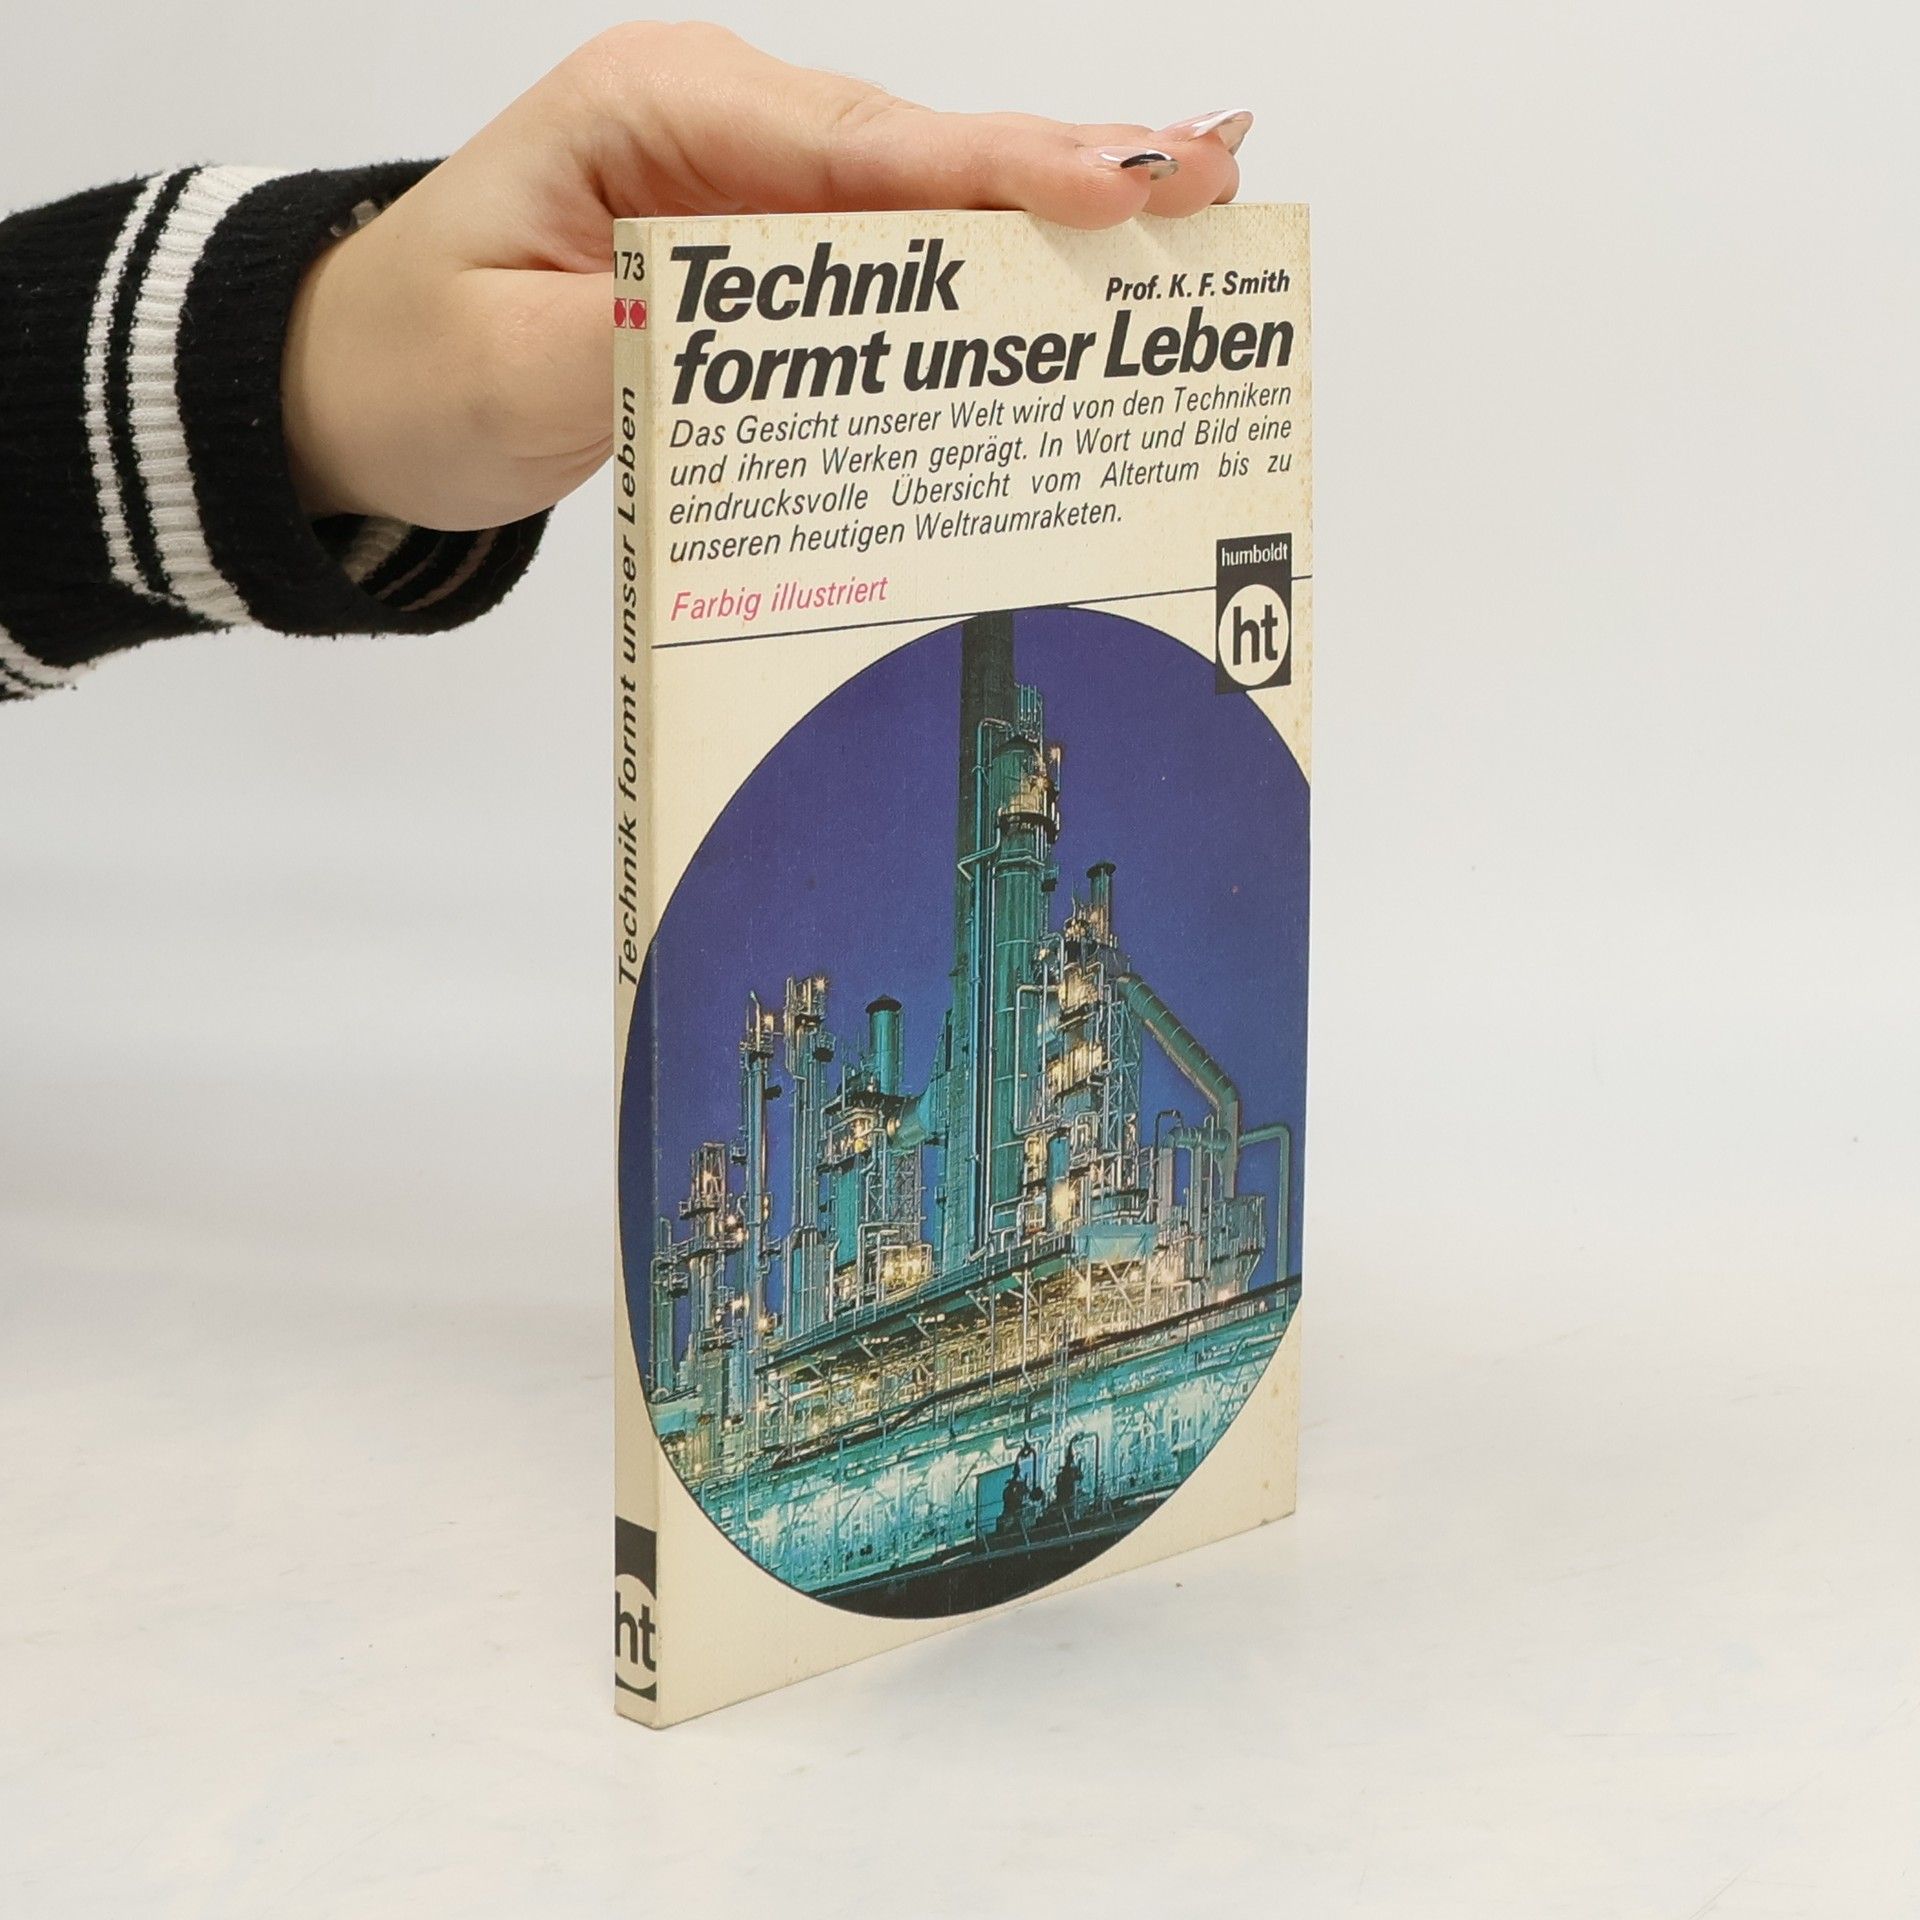 173
Technik formt unser Leben
ht
Technik
Prof. K. F. Smith
formt unser Leben
Das Gesicht unserer Welt wird von den Technikern
und ihren Werken geprägt. In Wort und Bild eine
eindrucksvolle Übersicht vom Altertum bis zu
unseren heutigen Weltraumraketen.
Farbig illustriert
humboldt
ht